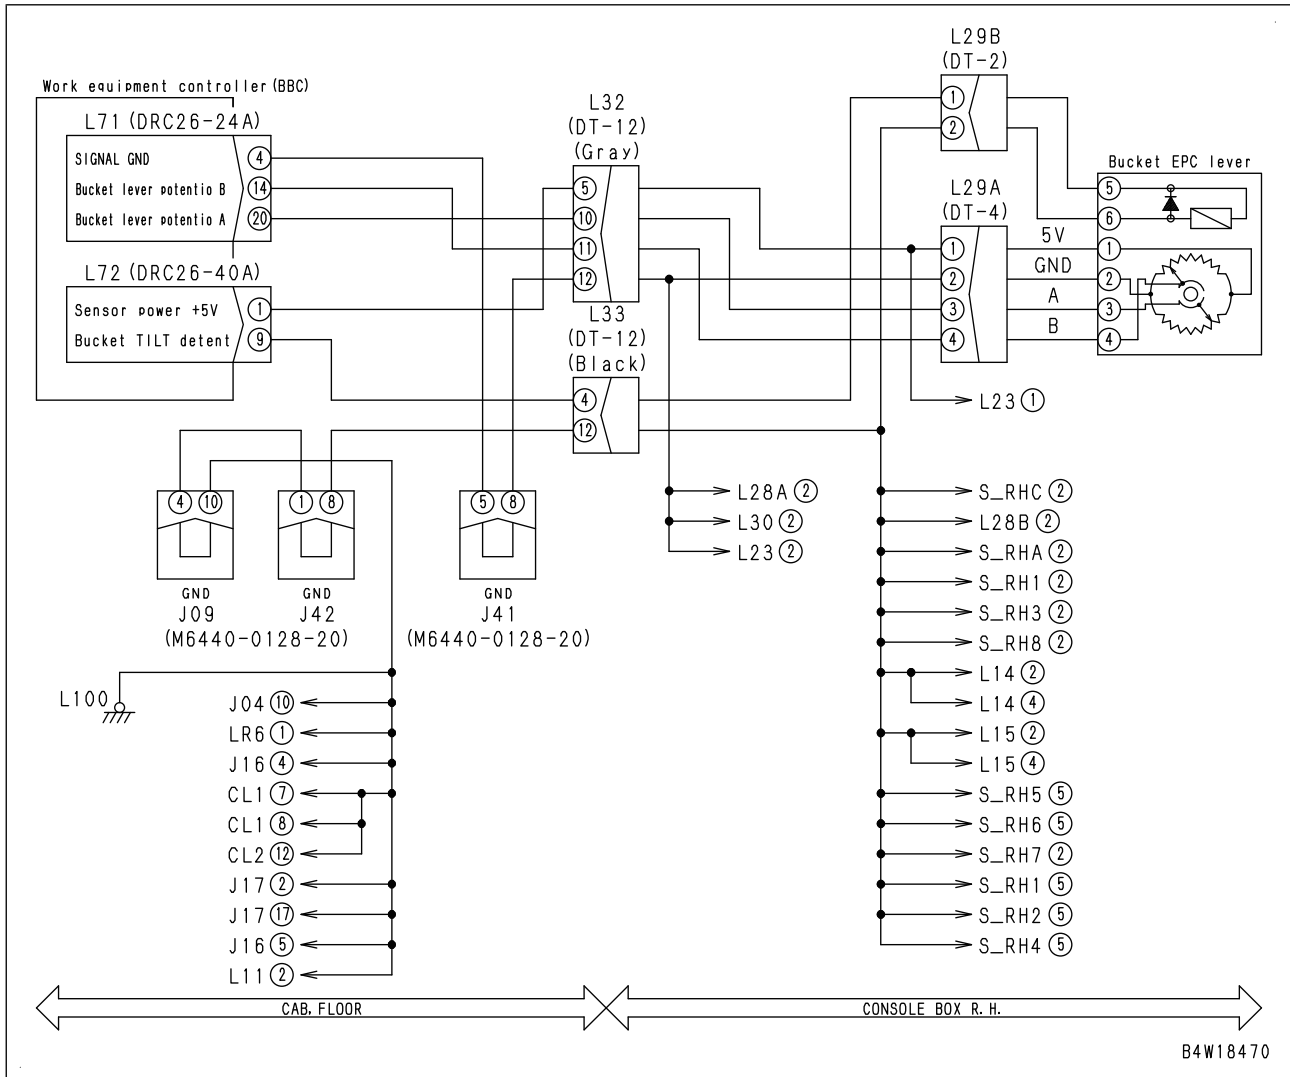 Work equipment controller (BBC)
L71 (DRC26-24A)
SIGNAL GND 4
Bucket lever potentio B 14
Bucket lever potentio A 20
L72 (DRC26-40A)
Sensor power +5V 1
Bucket TILT detent 9
L32
(DT-12)
(Gray)
5
10
11
12
L33
(DT-12)
(Black)
4
12
L29B
(DT-2)
1
2
L29A
(DT-4)
1
2
3
4
Bucket EPC lever
5
6
5V 1
GND 2
A 3
B 4
L23 1
4 10
GND
J09
1 8
GND
J42
(M6440-0128-20)
5 8
GND
J41
(M6440-0128-20)
L28A 2
L30 2
L23 2
S_RHC 2
L28B 2
S_RHA 2
S_RH1 2
S_RH3 2
S_RH8 2
L14 2
L14 4
L15 2
L15 4
S_RH5 5
S_RH6 5
S_RH7 2
S_RH1 5
S_RH2 5
S_RH4 5
L100
J04 10
LR6 1
J16 4
CL1 7
CL1 8
CL2 12
J17 2
J17 17
J16 5
L11 2
CAB. FLOOR
CONSOLE BOX R. H.
B4W18470